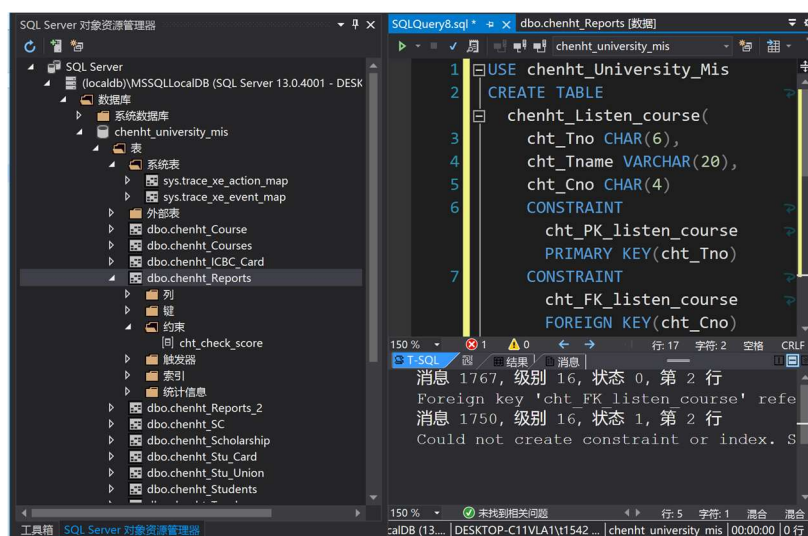 SQL Server 对象资源管理器
SQL Server
(localdb)\MSSQLLocalDB (SQL Server 13.0.4001 - DESK
数据库
系统数据库
chenht_university_mis
表
系统表
sys.trace_xe_action_map
sys.trace_xe_event_map
外部表
dbo.chenht_Course
dbo.chenht_Courses
dbo.chenht_ICBC_Card
dbo.chenht_Reports
列
键
约束
cht_check_score
触发器
索引
统计信息
dbo.chenht_Reports_2
dbo.chenht_SC
dbo.chenht_Scholarship
dbo.chenht_Stu_Card
dbo.chenht_Stu_Union
dbo.chenht_Students
工具箱 SQL Server 对象资源管理器
SQLQuery8.sql * dbo.chenht_Reports [数据]
chenht_university_mis
1 USE chenht_University_Mis
2 CREATE TABLE
chenht_Listen_course(
3 cht_Tno CHAR(6),
4 cht_Tname VARCHAR(20),
5 cht_Cno CHAR(4)
6 CONSTRAINT
cht_PK_listen_course
PRIMARY KEY(cht_Tno)
7 CONSTRAINT
cht_FK_listen_course
FOREIGN KEY(cht_Cno)
150 % 1 0 行: 17 字符: 2 空格 CRLF
T-SQL 结果 消息
消息 1767, 级别 16, 状态 0, 第 2 行
Foreign key 'cht_FK_listen_course' refe
消息 1750, 级别 16, 状态 1, 第 2 行
Could not create constraint or index. S
150 % 未找到相关问题 行: 5 字符: 1 混合 混合
calDB (13.... DESKTOP-C11VLA1\t1542 ... chenht_university_mis 00:00:00 0 行